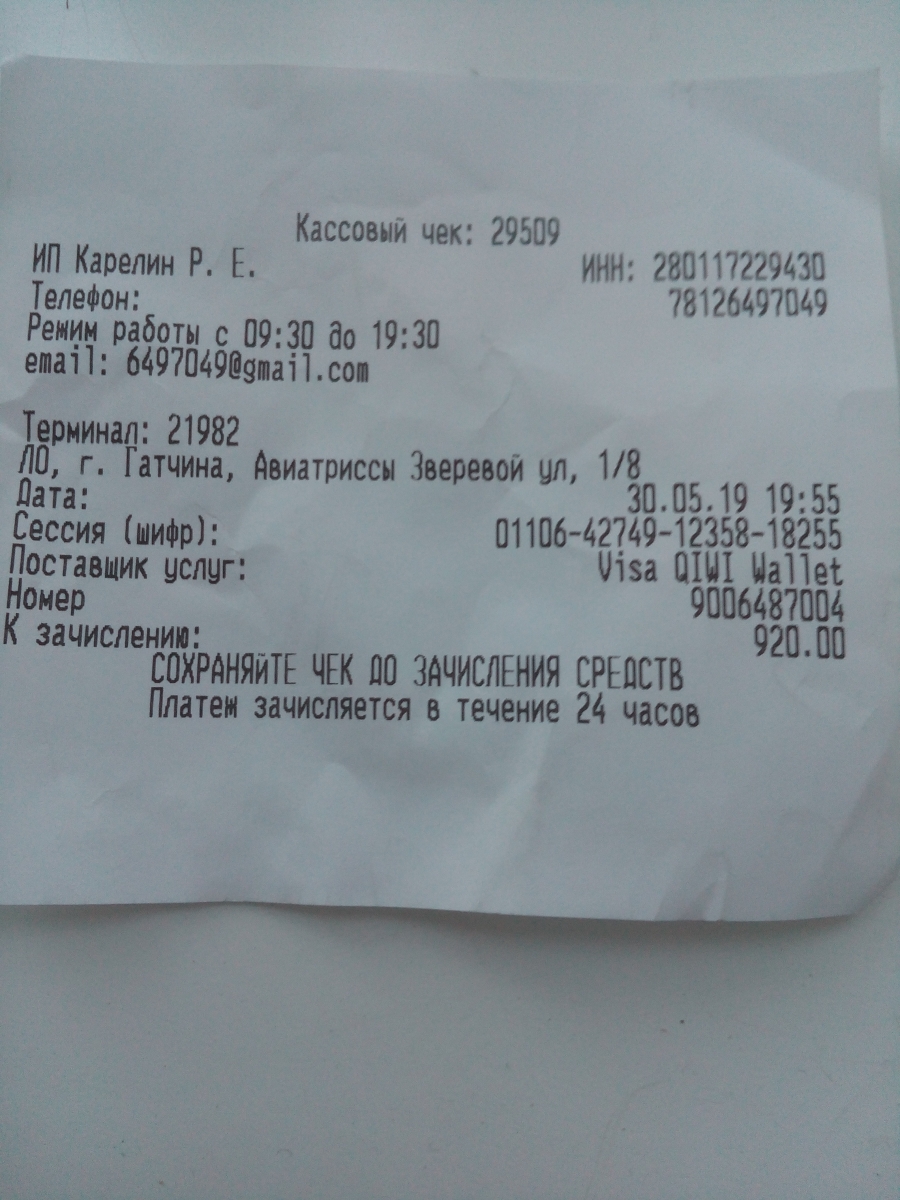 Кассовый чек: 29509
ИП Карелин Р. Е. ИНН: 280117229430
Телефон: 78126497049
Режим работы с 09:30 до 19:30
email: 6497049@gmail.com
Терминал: 21982
ЛО, г. Гатчина, Авиатриссы Зверевой ул, 1/8
Дата: 30.05.19 19:55
Сессия (шифр): 01106-42749-12358-18255
Поставщик услуг: Visa QIWI Wallet
Номер 9006487004
К зачислению: 920.00
СОХРАНЯйТЕ ЧЕК ДО ЗАЧИСЛЕНИЯ СРЕДСТВ
Платеж зачисляется в течение 24 часов